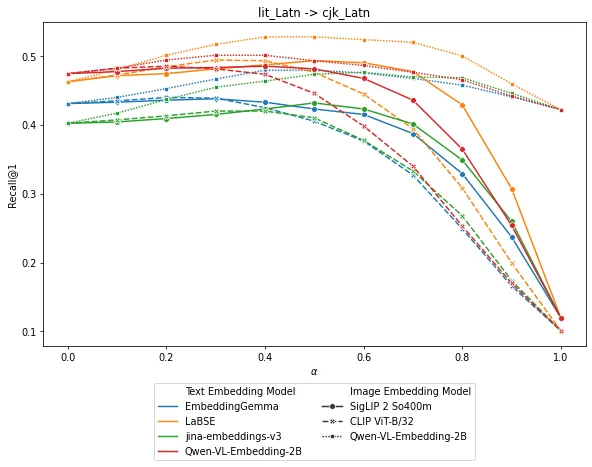 lit_Latn -> cjk_Latn
0.5
0.4
0.3
0.2
0.1
Recall@1
0.0 0.2 0.4 0.6 0.8 1.0
α
Text Embedding Model Image Embedding Model
EmbeddingGemma SigLIP 2 So400m
LaBSE CLIP ViT-B/32
jina-embeddings-v3 Qwen-VL-Embedding-2B
Qwen-VL-Embedding-2B